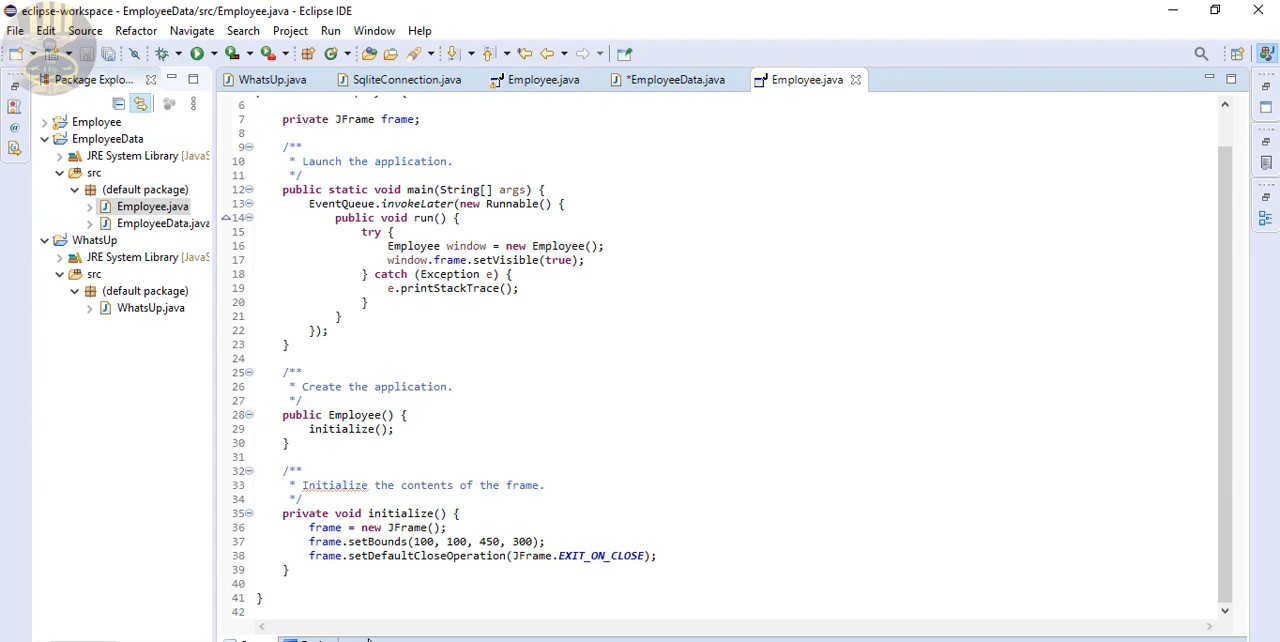 eclipse-workspace - EmployeeData/src/Employee.java - Eclipse IDE
File Edit Source Refactor Navigate Search Project Run Window Help
Package Explo...
WhatsUp.java SqliteConnection.java Employee.java *EmployeeData.java Employee.java
Employee
EmployeeData
JRE System Library [JavaS
src
(default package)
Employee.java
EmployeeData.java
WhatsUp
JRE System Library [JavaS
src
(default package)
WhatsUp.java
6
7 private JFrame frame;
8
9 /**
10 * Launch the application.
11 */
12 public static void main(String[] args) {
13 EventQueue.invokeLater(new Runnable() {
14 public void run() {
15 try {
16 Employee window = new Employee();
17 window.frame.setVisible(true);
18 } catch (Exception e) {
19 e.printStackTrace();
20 }
21 }
22 });
23 }
24
25 /**
26 * Create the application.
27 */
28 public Employee() {
29 initialize();
30 }
31
32 /**
33 * Initialize the contents of the frame.
34 */
35 private void initialize() {
36 frame = new JFrame();
37 frame.setBounds(100, 100, 450, 300);
38 frame.setDefaultCloseOperation(JFrame.EXIT_ON_CLOSE);
39 }
40
41 }
42